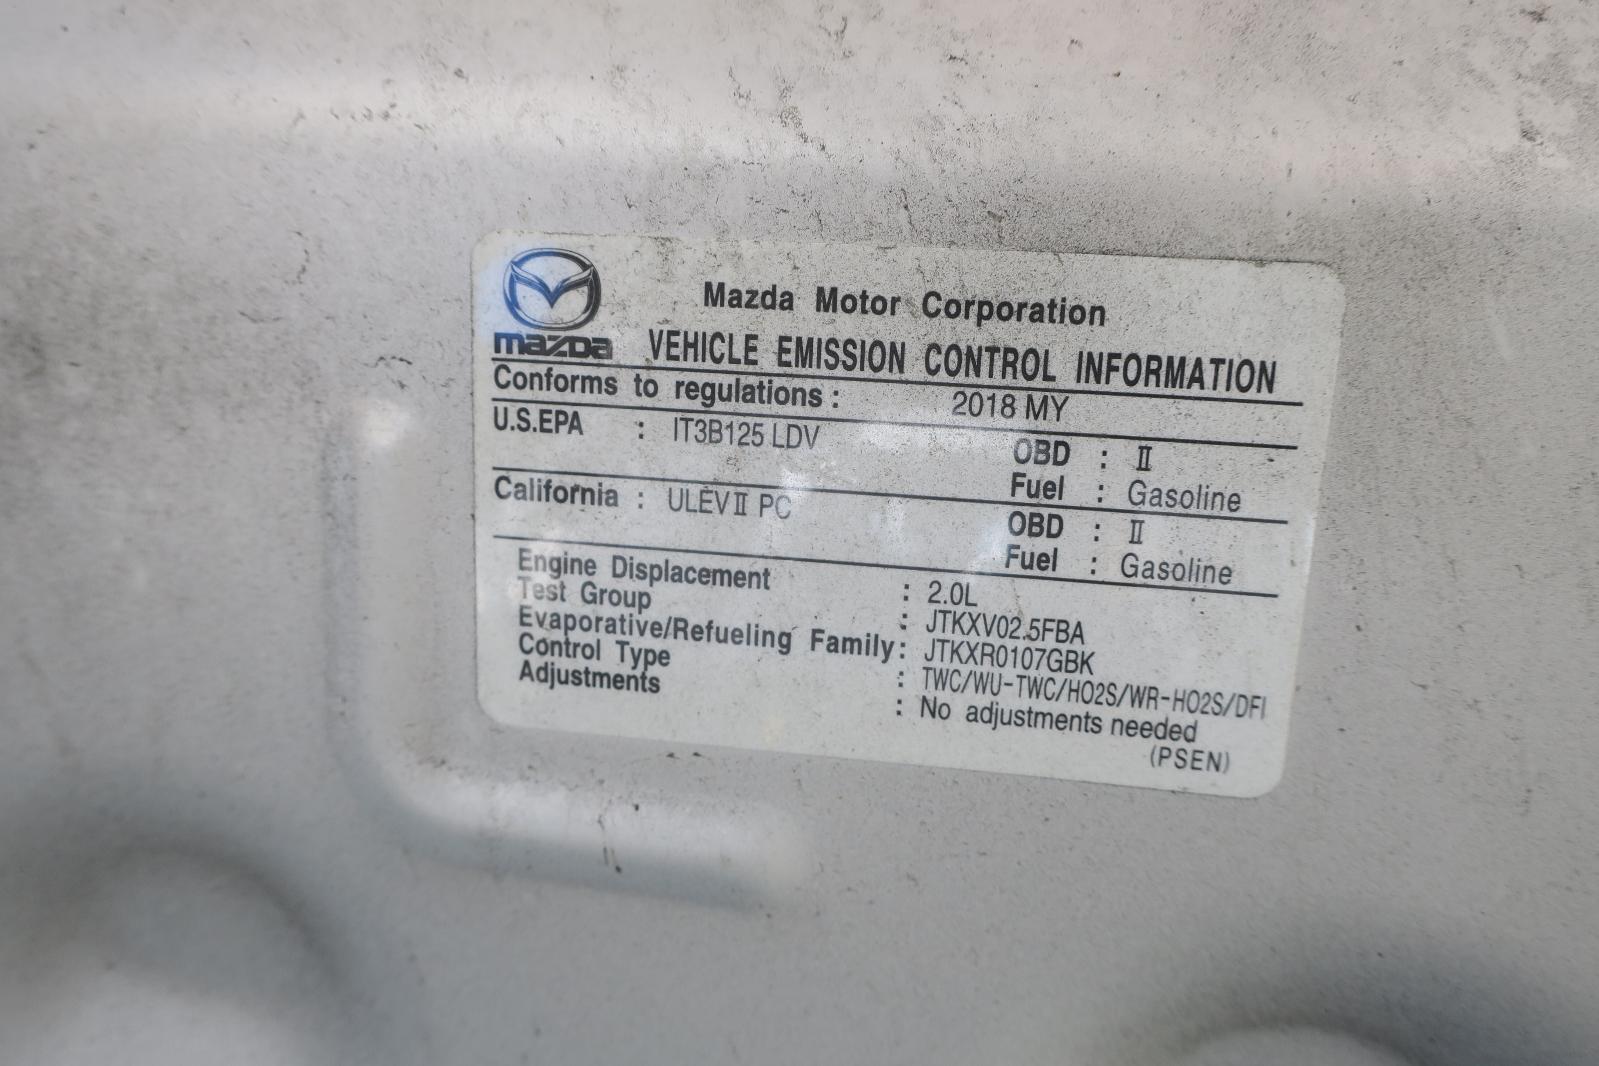 Mazda Motor Corporation
mazda VEHICLE EMISSION CONTROL INFORMATION
Conforms to regulations : 2018 MY
U.S.EPA : IT3B125 LDV OBD : II
Fuel : Gasoline
California : ULEV II PC OBD : II
Fuel : Gasoline
Engine Displacement : 2.0L
Test Group : JTKXV02.5FBA
Evaporative/Refueling Family : JTKXR0107GBK
Control Type : TWC/WU-TWC/HO2S/WR-HO2S/DFI
Adjustments : No adjustments needed
(PSEN)